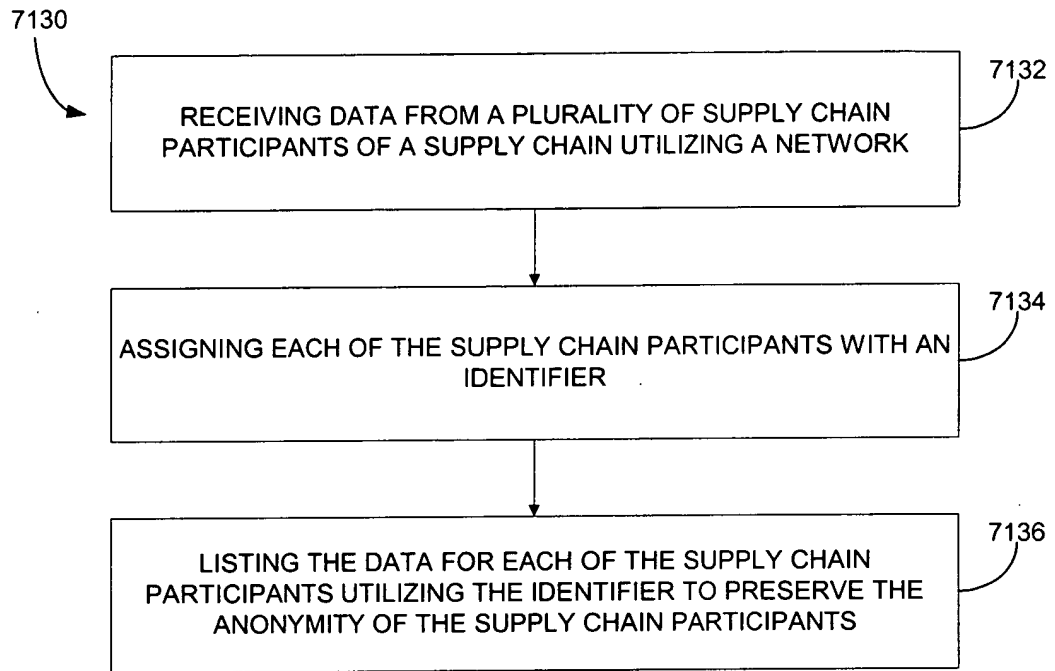 7130
7132
RECEIVING DATA FROM A PLURALITY OF SUPPLY CHAIN
PARTICIPANTS OF A SUPPLY CHAIN UTILIZING A NETWORK
7134
ASSIGNING EACH OF THE SUPPLY CHAIN PARTICIPANTS WITH AN
IDENTIFIER
7136
LISTING THE DATA FOR EACH OF THE SUPPLY CHAIN
PARTICIPANTS UTILIZING THE IDENTIFIER TO PRESERVE THE
ANONYMITY OF THE SUPPLY CHAIN PARTICIPANTS